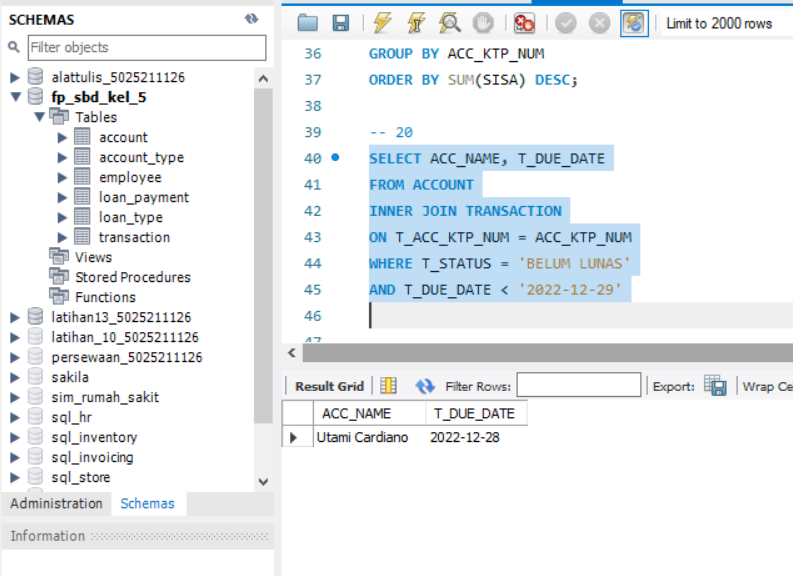 SCHEMAS
Filter objects
alattulis_5025211126
fp_sbd_kel_5
Tables
account
account_type
employee
loan_payment
loan_type
transaction
Views
Stored Procedures
Functions
latihan13_5025211126
latihan_10_5025211126
persewaan_5025211126
sakila
sim_rumah_sakit
sql_hr
sql_inventory
sql_invoicing
sql_store
Administration Schemas
Information
Limit to 2000 rows
36 GROUP BY ACC_KTP_NUM
37 ORDER BY SUM(SISA) DESC;
38
39 -- 20
40 SELECT ACC_NAME, T_DUE_DATE
41 FROM ACCOUNT
42 INNER JOIN TRANSACTION
43 ON T_ACC_KTP_NUM = ACC_KTP_NUM
44 WHERE T_STATUS = 'BELUM LUNAS'
45 AND T_DUE_DATE < '2022-12-29'
46
47
Result Grid Filter Rows: Export: Wrap Ce
ACC_NAME T_DUE_DATE
Utami Cardiano 2022-12-28